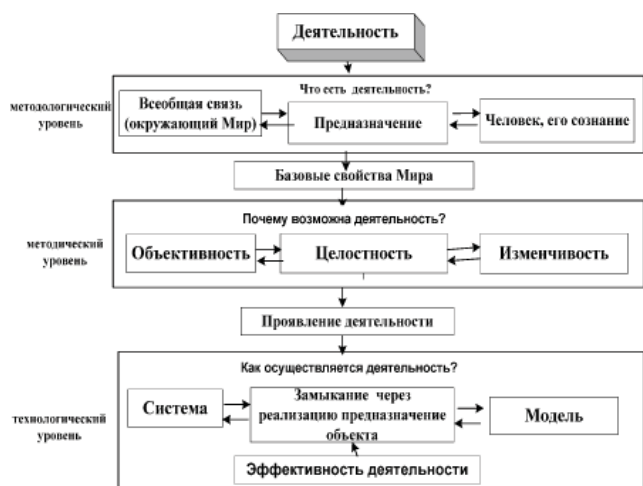 Деятельность
Что есть деятельность?
методологический
уровень
Всеобщая связь
(окружающий Мир)
Предназначение
Человек, его сознание
Базовые свойства Мира
Почему возможна деятельность?
методический
уровень
Объективность
Целостность
Изменчивость
Проявление деятельности
Как осуществляется деятельность?
технологический
уровень
Система
Замыкание через
реализацию предназначение
объекта
Модель
Эффективность деятельности